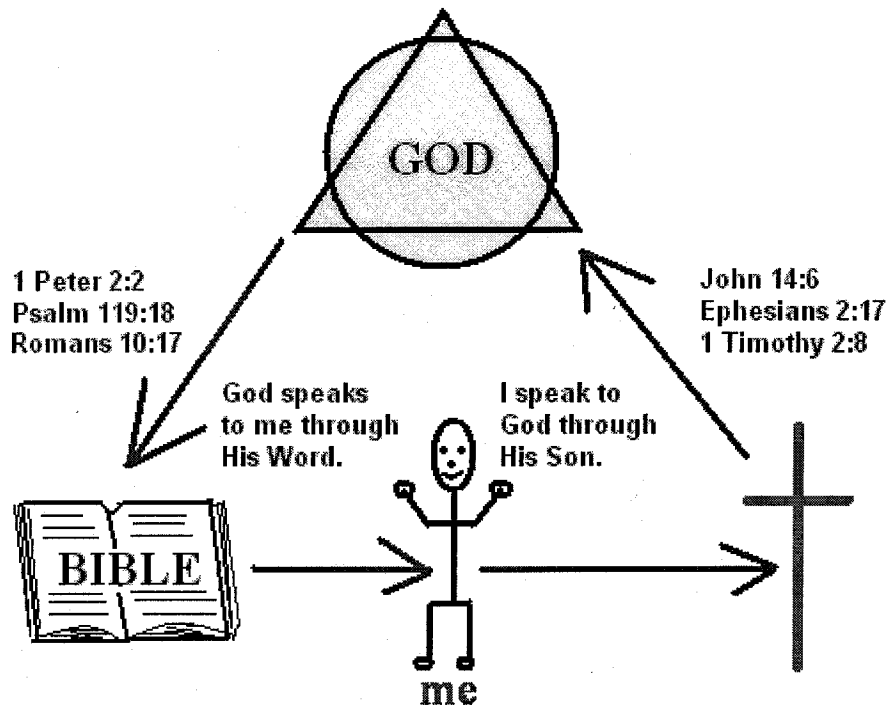 GOD
1 Peter 2:2
Psalm 119:18
Romans 10:17
John 14:6
Ephesians 2:17
1 Timothy 2:8
God speaks
to me through
His Word.
I speak to
God through
His Son.
BIBLE
me